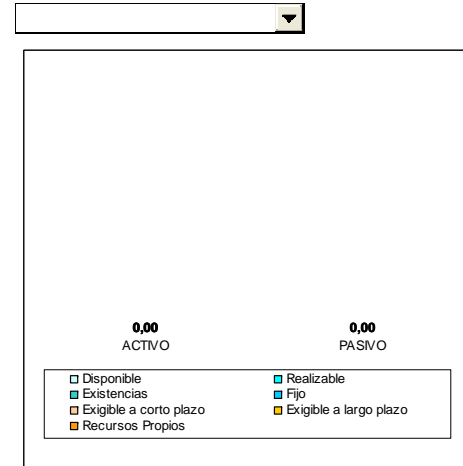 0,00 0,00
ACTIVO PASIVO
Disponible Realizable
Existencias Fijo
Exigible a corto plazo Exigible a largo plazo
Recursos Propios